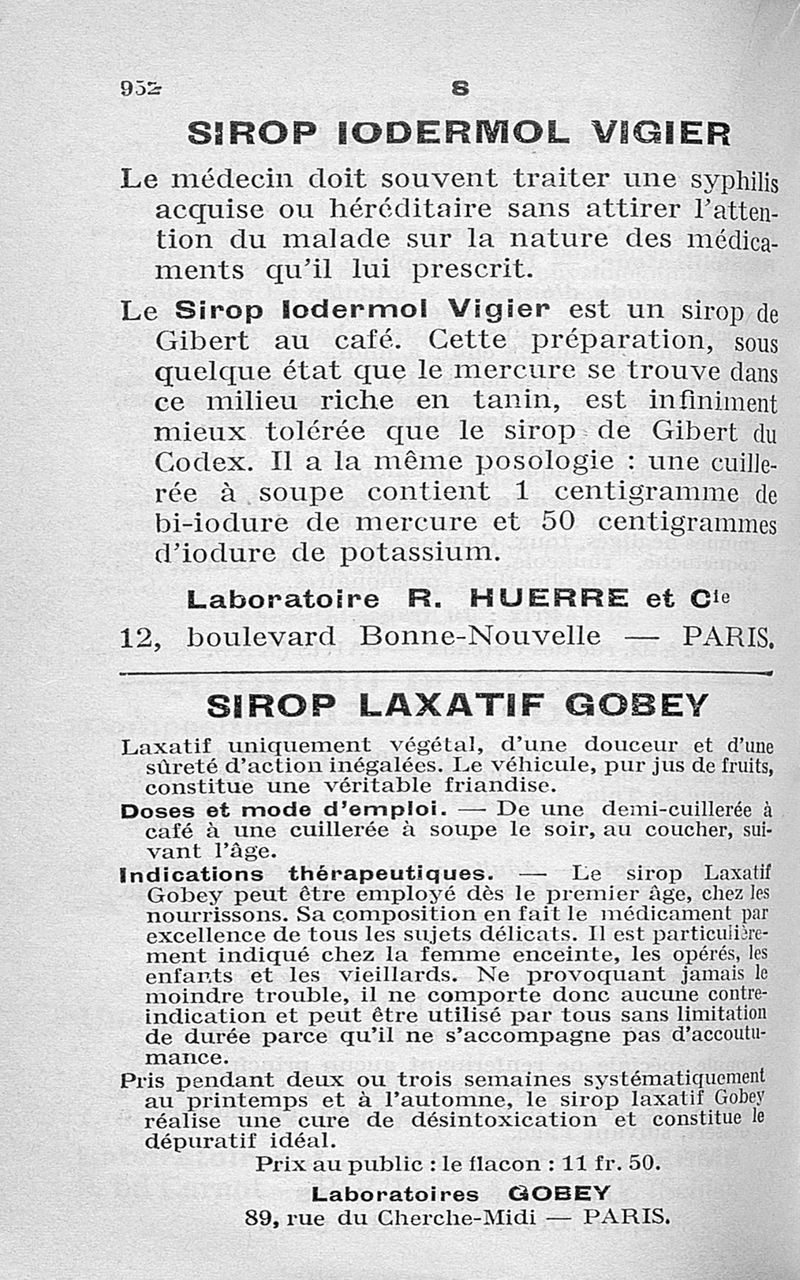 952
S
SIROP IODERMOL VIGIER
Le médecin doit souvent traiter une syphilis
acquise ou héréditaire sans attirer l'atten-
tion du malade sur la nature des médica-
ments qu'il lui prescrit.
Le Sirop Iodermol Vigier est un sirop de
Gibert au café. Cette préparation, sous
quelque état que le mercure se trouve dans
ce milieu riche en tanin, est infiniment
mieux tolérée que le sirop de Gibert du
Codex. Il a la même posologie : une cuille-
rée à soupe contient 1 centigramme de
bi-iodure de mercure et 50 centigrammes
d'iodure de potassium.
Laboratoire R. HUERRE et Cie
12, boulevard Bonne-Nouvelle — PARIS.
SIROP LAXATIF GOBEY
Laxatif uniquement végétal, d'une douceur et d'une
sûreté d'action inégalées. Le véhicule, pur jus de fruits,
constitue une véritable friandise.
Doses et mode d'emploi. — De une demi-cuillerée à
café à une cuillerée à soupe le soir, au coucher, sui-
vant l'âge.
Indications thérapeutiques. — Le sirop Laxatif
Gobey peut être employé dès le premier âge, chez les
nourrissons. Sa composition en fait le médicament par
excellence de tous les sujets délicats. Il est particulière-
ment indiqué chez la femme enceinte, les opérés, les
enfants et les vieillards. Ne provoquant jamais le
moindre trouble, il ne comporte donc aucune contre-
indication et peut être utilisé par tous sans limitation
de durée parce qu'il ne s'accompagne pas d'accoutu-
mance.
Pris pendant deux ou trois semaines systématiquement
au printemps et à l'automne, le sirop laxatif Gobey
réalise une cure de désintoxication et constitue le
dépuratif idéal.
Prix au public : le flacon : 11 fr. 50.
Laboratoires GOBEY
89, rue du Cherche-Midi — PARIS.